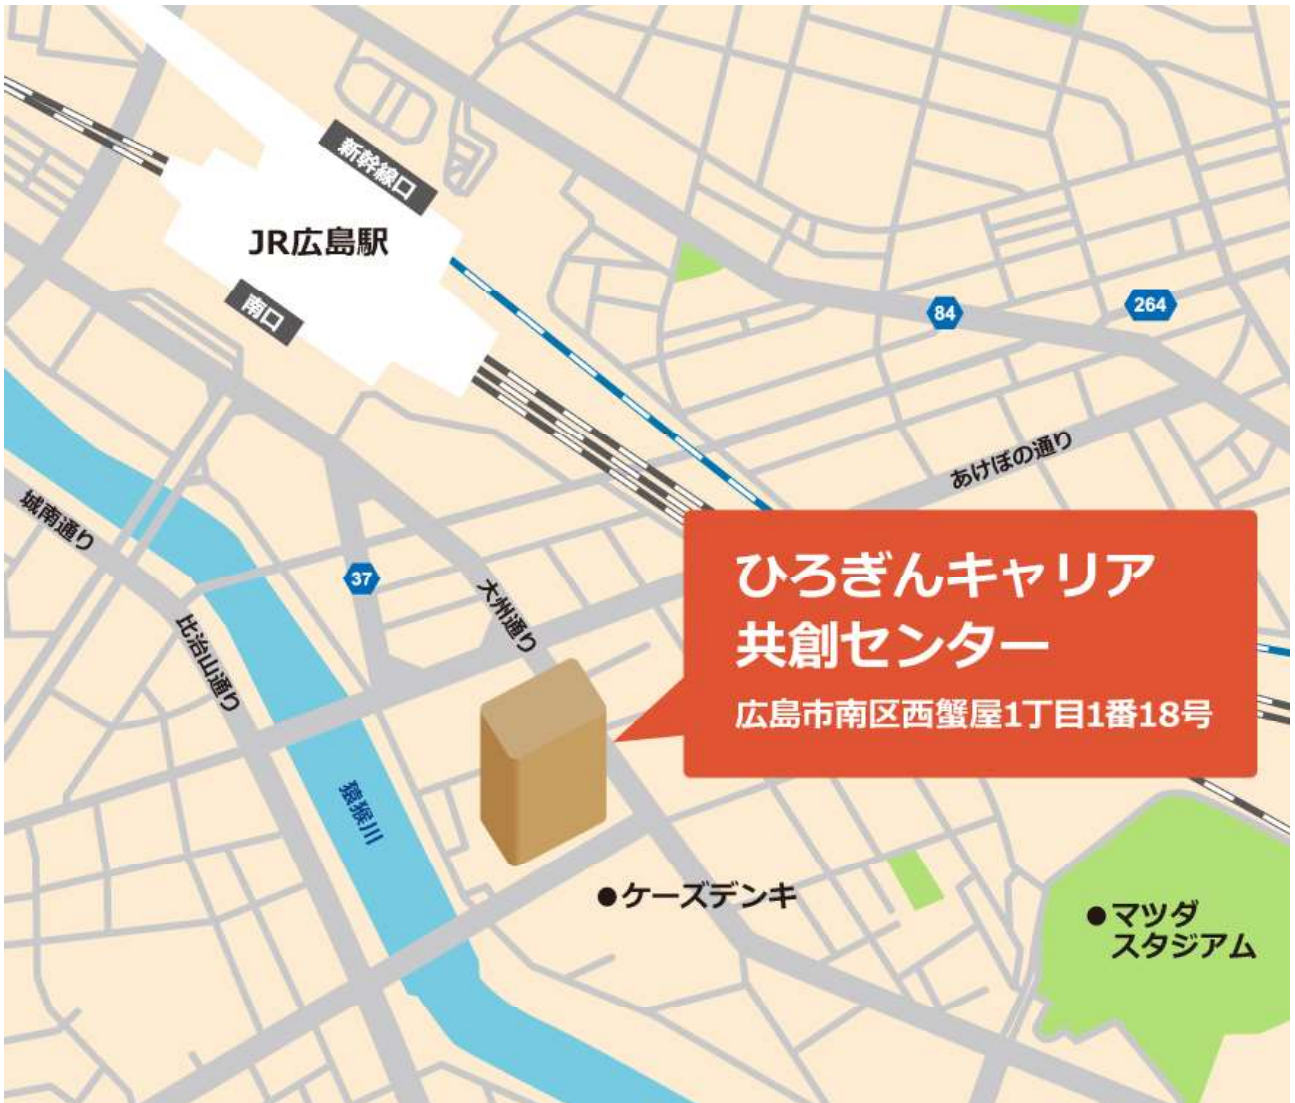 新幹線口
JR広島駅
南口
84
264
あけぼの通り
城南通り
37
大州通り
比治山通り
ひろぎんキャリア
共創センター
広島市南区西蟹屋1丁目1番18号
猿猴川
●ケーズデンキ
●マツダ
スタジアム